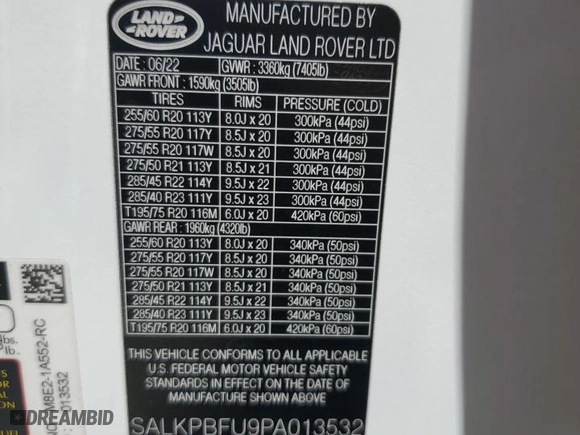 LAND-
ROVER
MANUFACTURED BY
JAGUAR LAND ROVER LTD
DATE : 06/22 GVWR : 3360kg (7405lb)
GAWR FRONT : 1590kg (3505lb)
TIRES RIMS PRESSURE (COLD)
255/60 R20 113Y 8.0J x 20 300kPa (44psi)
275/55 R20 117Y 8.5J x 20 300kPa (44psi)
275/55 R20 117W 8.5J x 20 300kPa (44psi)
275/50 R21 113Y 8.5J x 21 300kPa (44psi)
285/45 R22 114Y 9.5J x 22 300kPa (44psi)
285/40 R23 111Y 9.5J x 23 300kPa (44psi)
T195/75 R20 116M 6.0J x 20 420kPa (60psi)
GAWR REAR : 1960kg (4320lb)
255/60 R20 113Y 8.0J x 20 340kPa (50psi)
275/55 R20 117Y 8.5J x 20 340kPa (50psi)
275/55 R20 117W 8.5J x 20 340kPa (50psi)
275/50 R21 113Y 8.5J x 21 340kPa (50psi)
285/45 R22 114Y 9.5J x 22 340kPa (50psi)
285/40 R23 111Y 9.5J x 23 340kPa (50psi)
T195/75 R20 116M 6.0J x 20 420kPa (60psi)
THIS VEHICLE CONFORMS TO ALL APPLICABLE
U.S. FEDERAL MOTOR VEHICLE SAFETY
STANDARDS IN EFFECT ON THE DATE OF
MANUFACTURE SHOWN ABOVE.
SALKPBFU9PA013532
lbs.
lb.
M8E2-1A552-RC
013532
DREAMBID